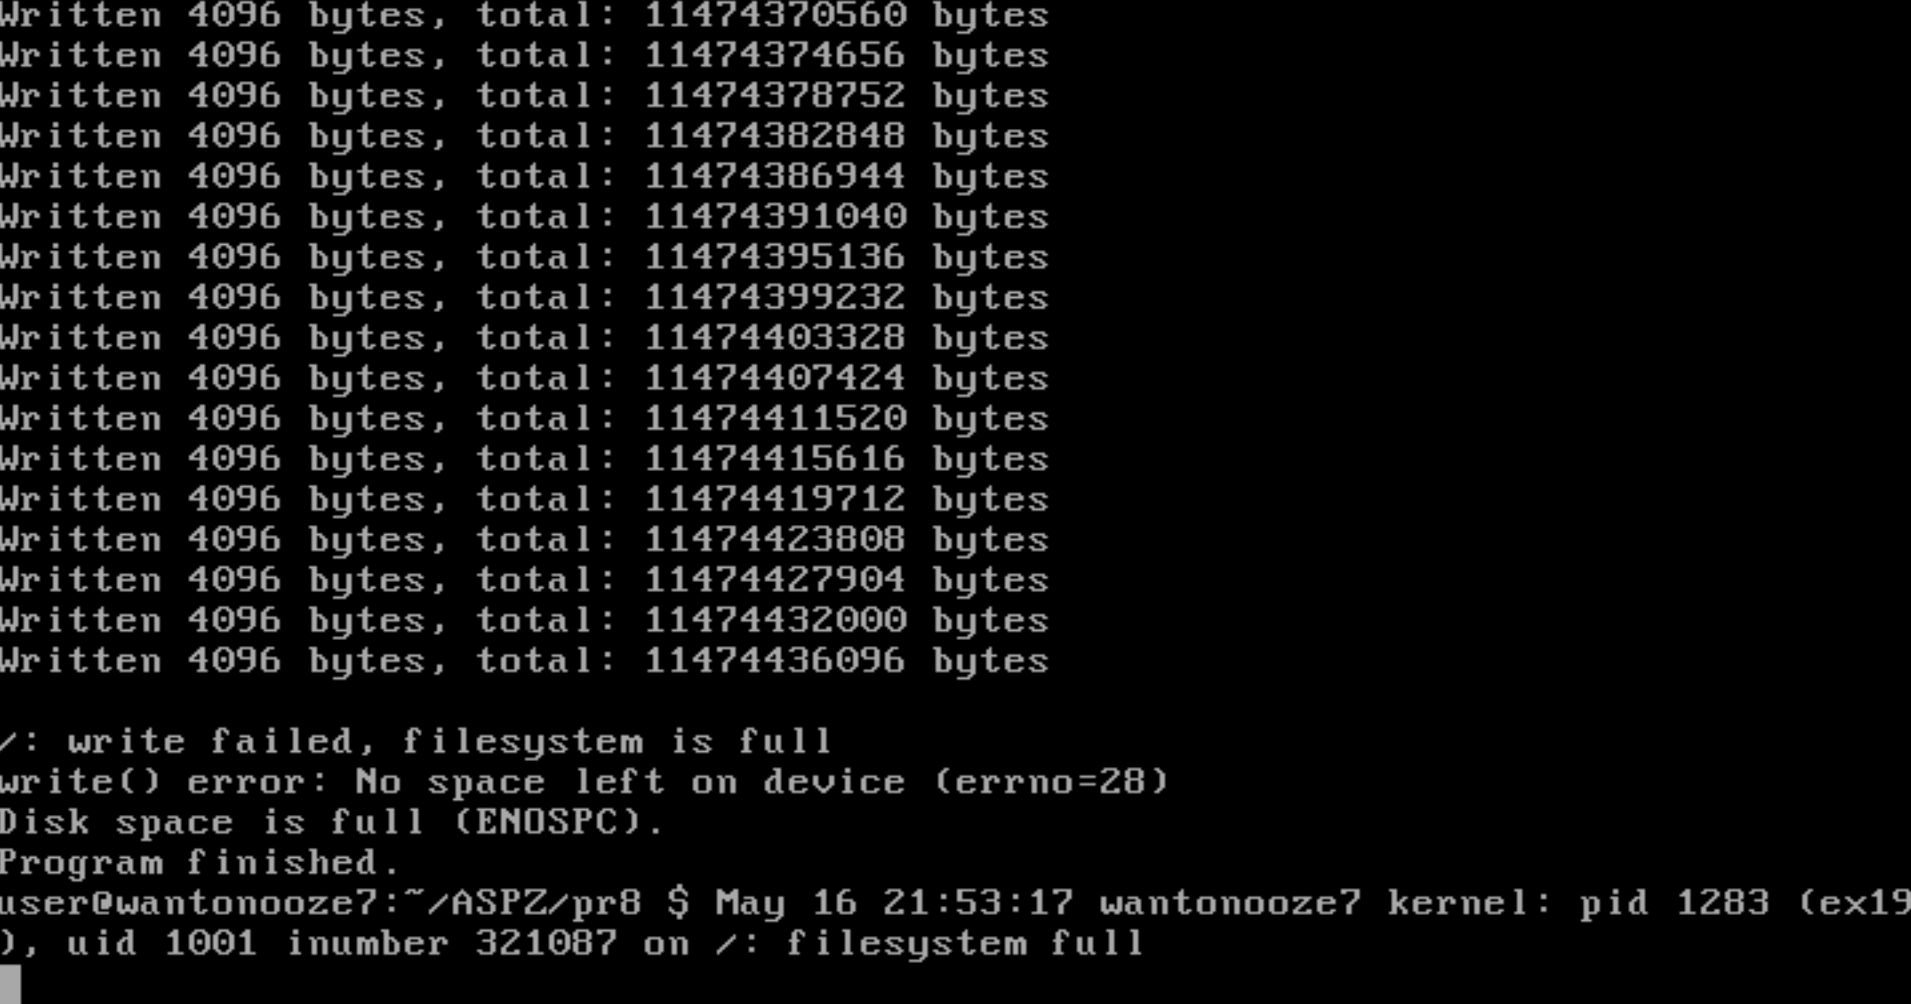 Written 4096 bytes, total: 11474370560 bytes
Written 4096 bytes, total: 11474374656 bytes
Written 4096 bytes, total: 11474378752 bytes
Written 4096 bytes, total: 11474382848 bytes
Written 4096 bytes, total: 11474386944 bytes
Written 4096 bytes, total: 11474391040 bytes
Written 4096 bytes, total: 11474395136 bytes
Written 4096 bytes, total: 11474399232 bytes
Written 4096 bytes, total: 11474403328 bytes
Written 4096 bytes, total: 11474407424 bytes
Written 4096 bytes, total: 11474411520 bytes
Written 4096 bytes, total: 11474415616 bytes
Written 4096 bytes, total: 11474419712 bytes
Written 4096 bytes, total: 11474423808 bytes
Written 4096 bytes, total: 11474427904 bytes
Written 4096 bytes, total: 11474432000 bytes
Written 4096 bytes, total: 11474436096 bytes
/: write failed, filesystem is full
write() error: No space left on device (errno=28)
Disk space is full (ENOSPC).
Program finished.
user@wantonooze7:~/ASPZ/pr8 $ May 16 21:53:17 wantonooze7 kernel: pid 1283 (ex19
), uid 1001 inumber 321087 on /: filesystem full